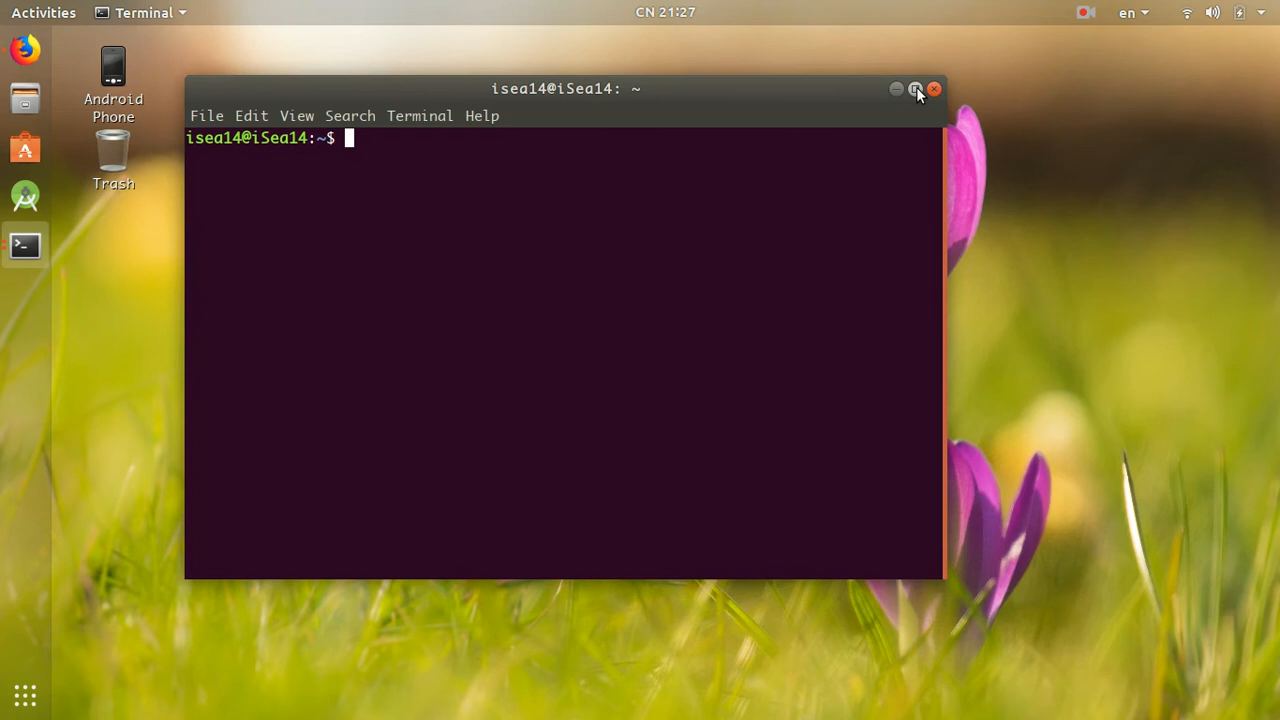 Activities
Terminal
CN 21:27
en
Android
Phone
Trash
isea14@iSea14: ~
File Edit View Search Terminal Help
isea14@iSea14:~$